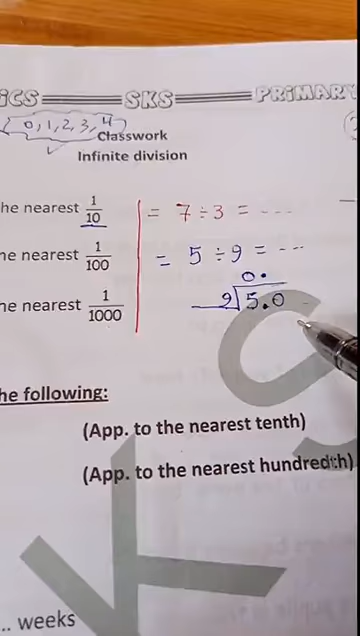 ics SKS PRIMARY
0, 1, 2, 3, 4
Classwork
Infinite division
he nearest 1/10 = 7 ÷ 3 = ---
he nearest 1/100 = 5 ÷ 9 = ---
0.
he nearest 1/1000 9 5.0
he following:
(App. to the nearest tenth)
(App. to the nearest hundredth)
.. weeks